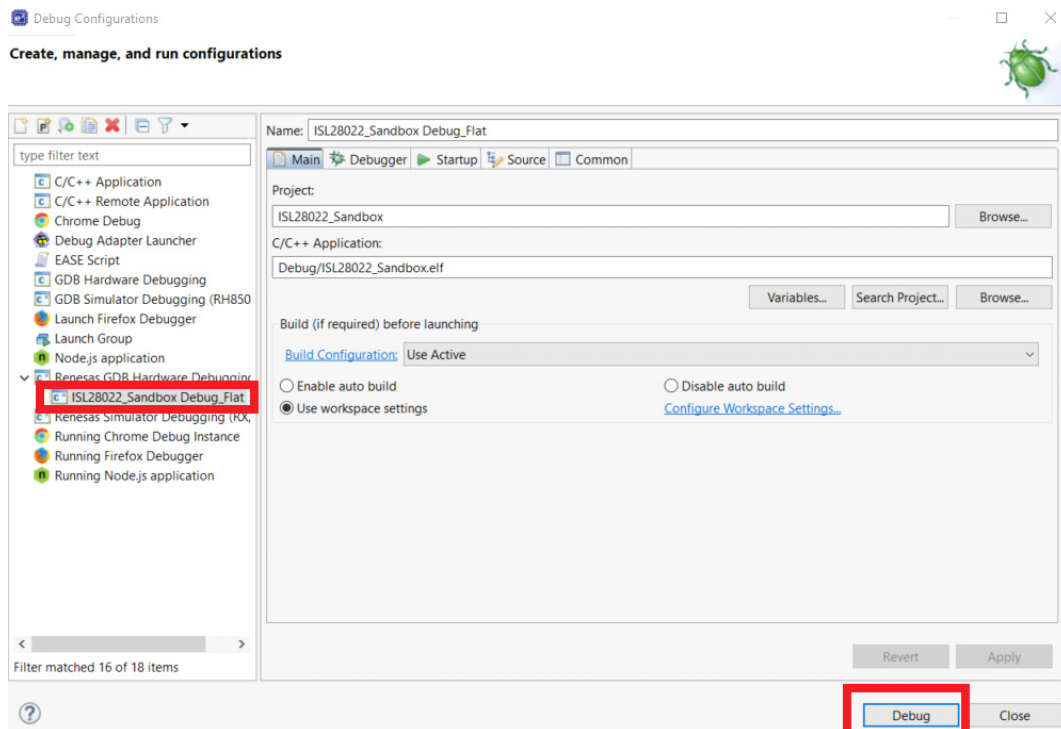 Debug Configurations
Create, manage, and run configurations
type filter text
C/C++ Application
C/C++ Remote Application
Chrome Debug
Debug Adapter Launcher
EASE Script
GDB Hardware Debugging
GDB Simulator Debugging (RH850
Launch Firefox Debugger
Launch Group
Node.js application
Renesas GDB Hardware Debugging
ISL28022_Sandbox Debug_Flat
Renesas Simulator Debugging (RX,
Running Chrome Debug Instance
Running Firefox Debugger
Running Node.js application
Filter matched 16 of 18 items
Name: ISL28022_Sandbox Debug_Flat
Main Debugger Startup Source Common
Project:
ISL28022_Sandbox Browse...
C/C++ Application:
Debug/ISL28022_Sandbox.elf
Variables... Search Project... Browse...
Build (if required) before launching
Build Configuration: Use Active
Enable auto build Disable auto build
Use workspace settings Configure Workspace Settings...
Revert Apply
Debug Close